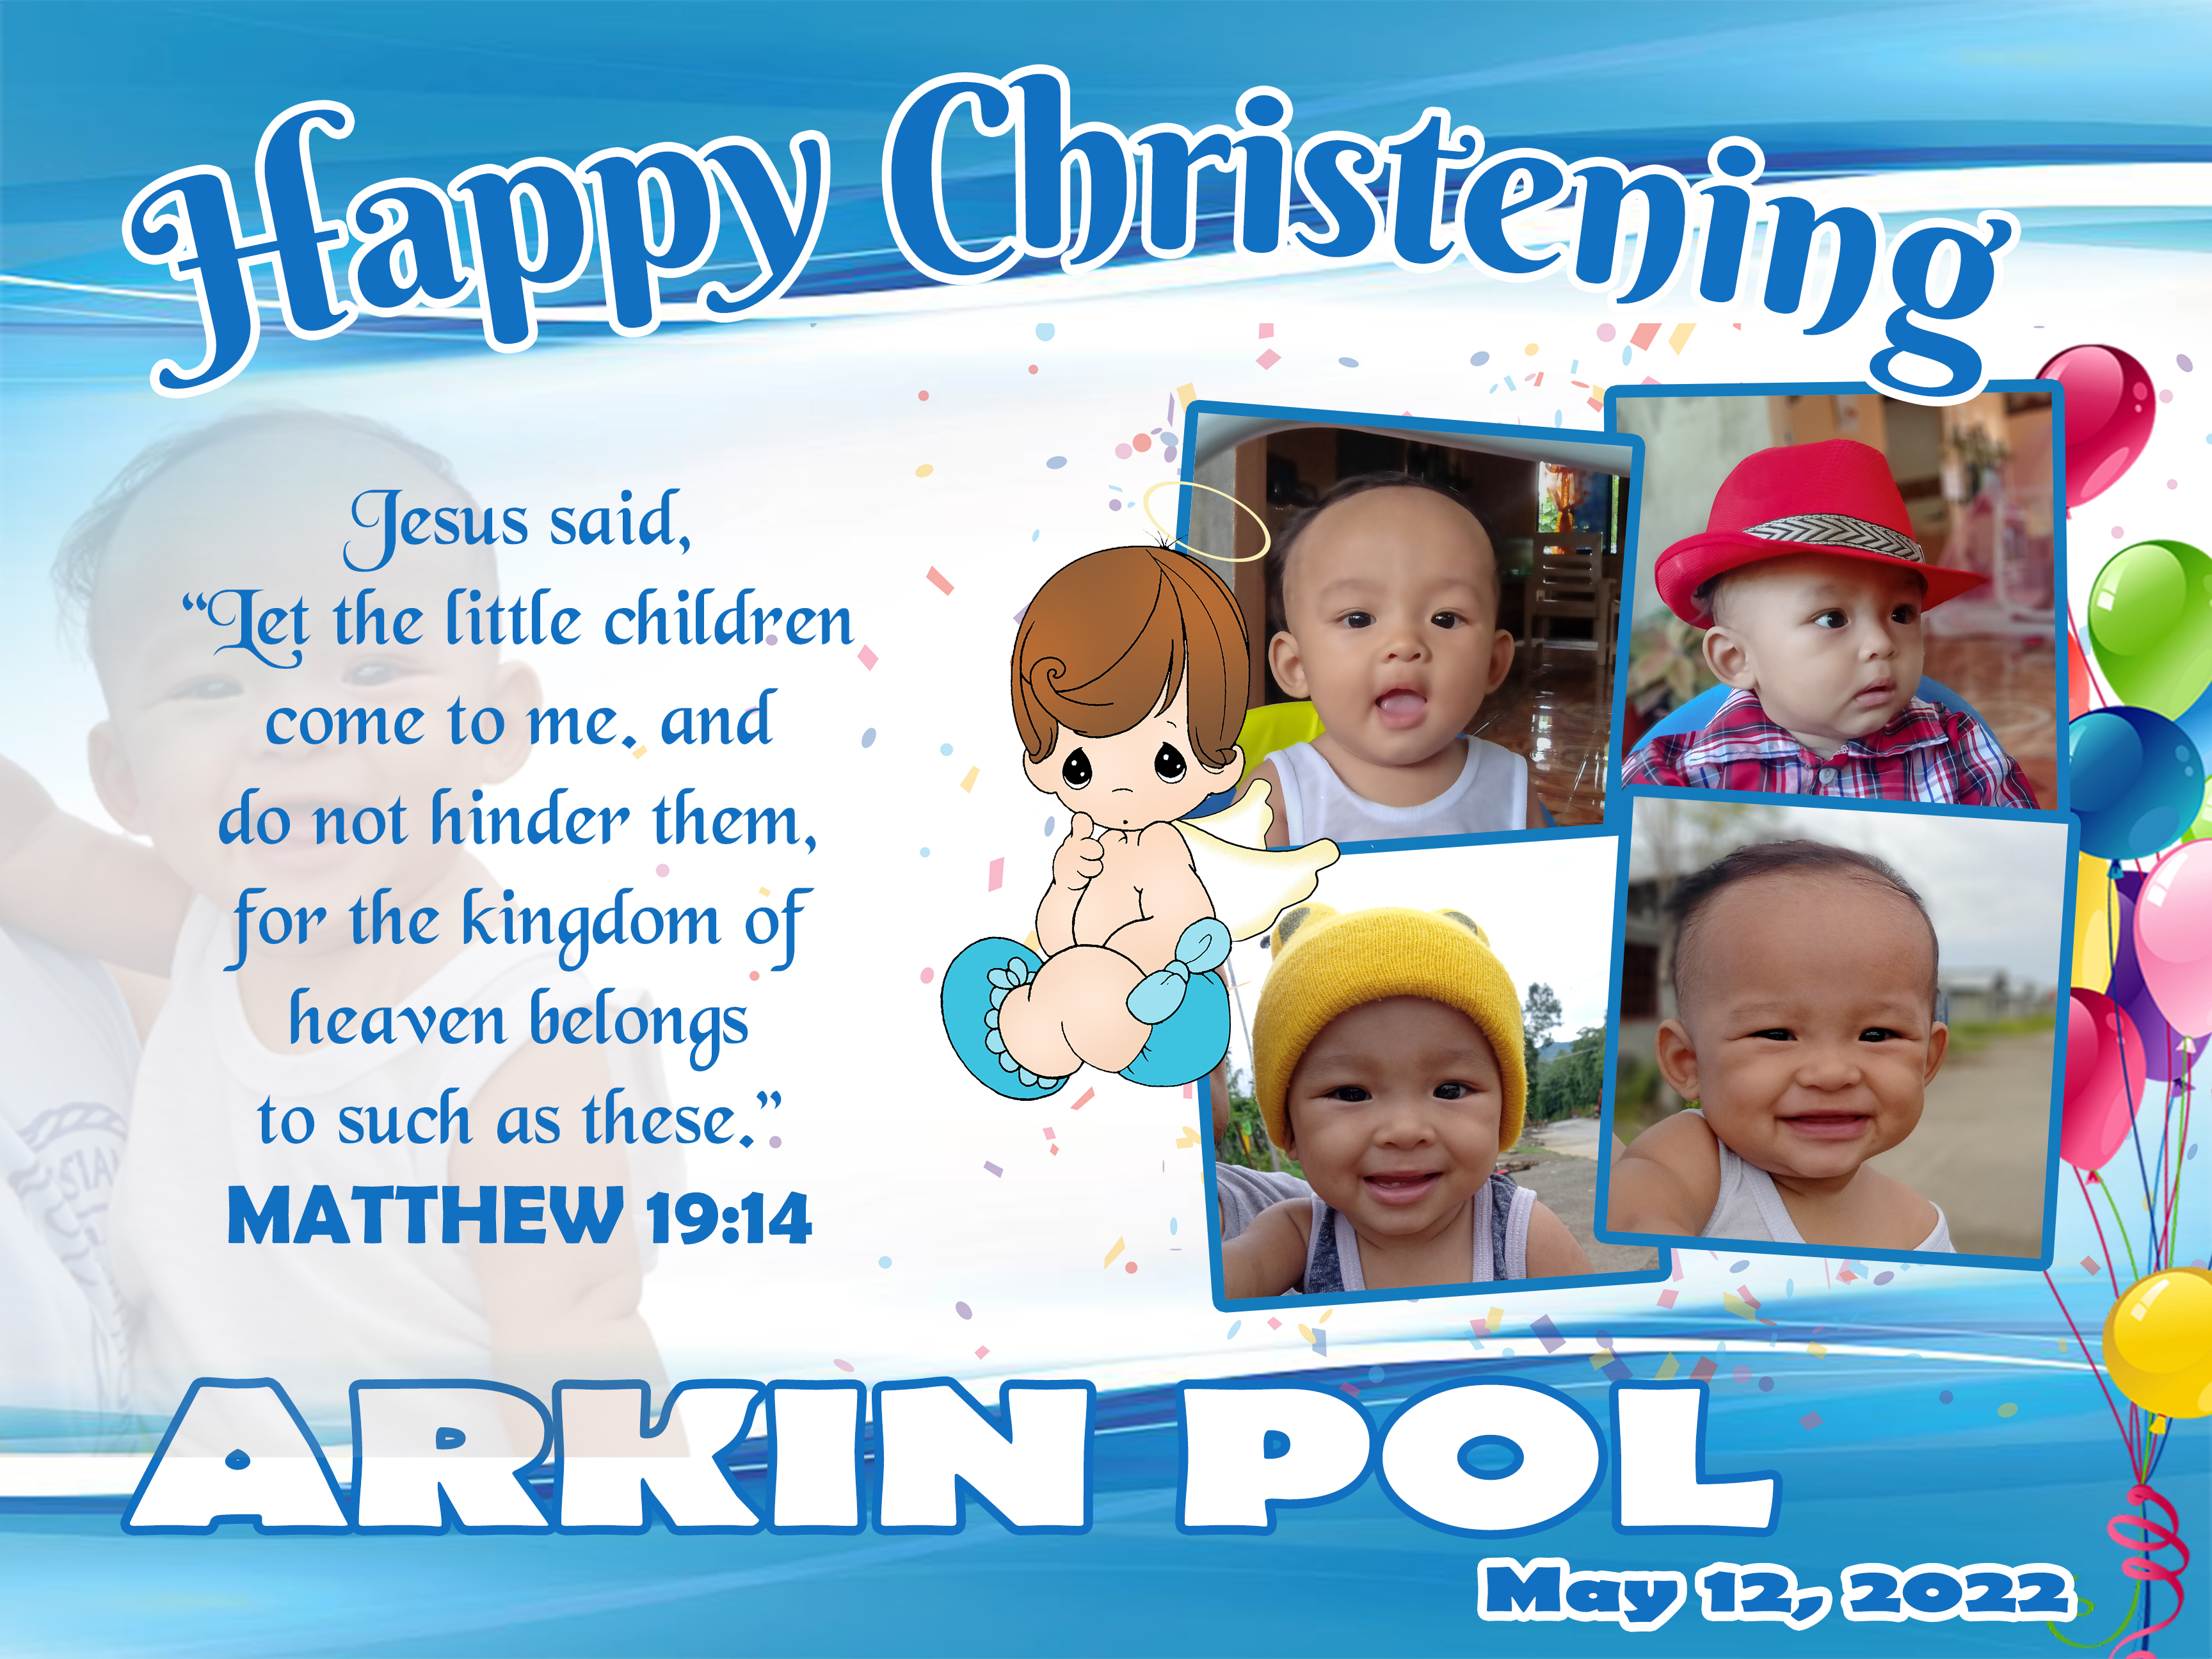 Happy Christening
Jesus said,
“Let the little children
come to me. and
do not hinder them,
for the kingdom of
heaven belongs
to such as these.”
MATTHEW 19:14
ARKIN POL
May 12, 2022